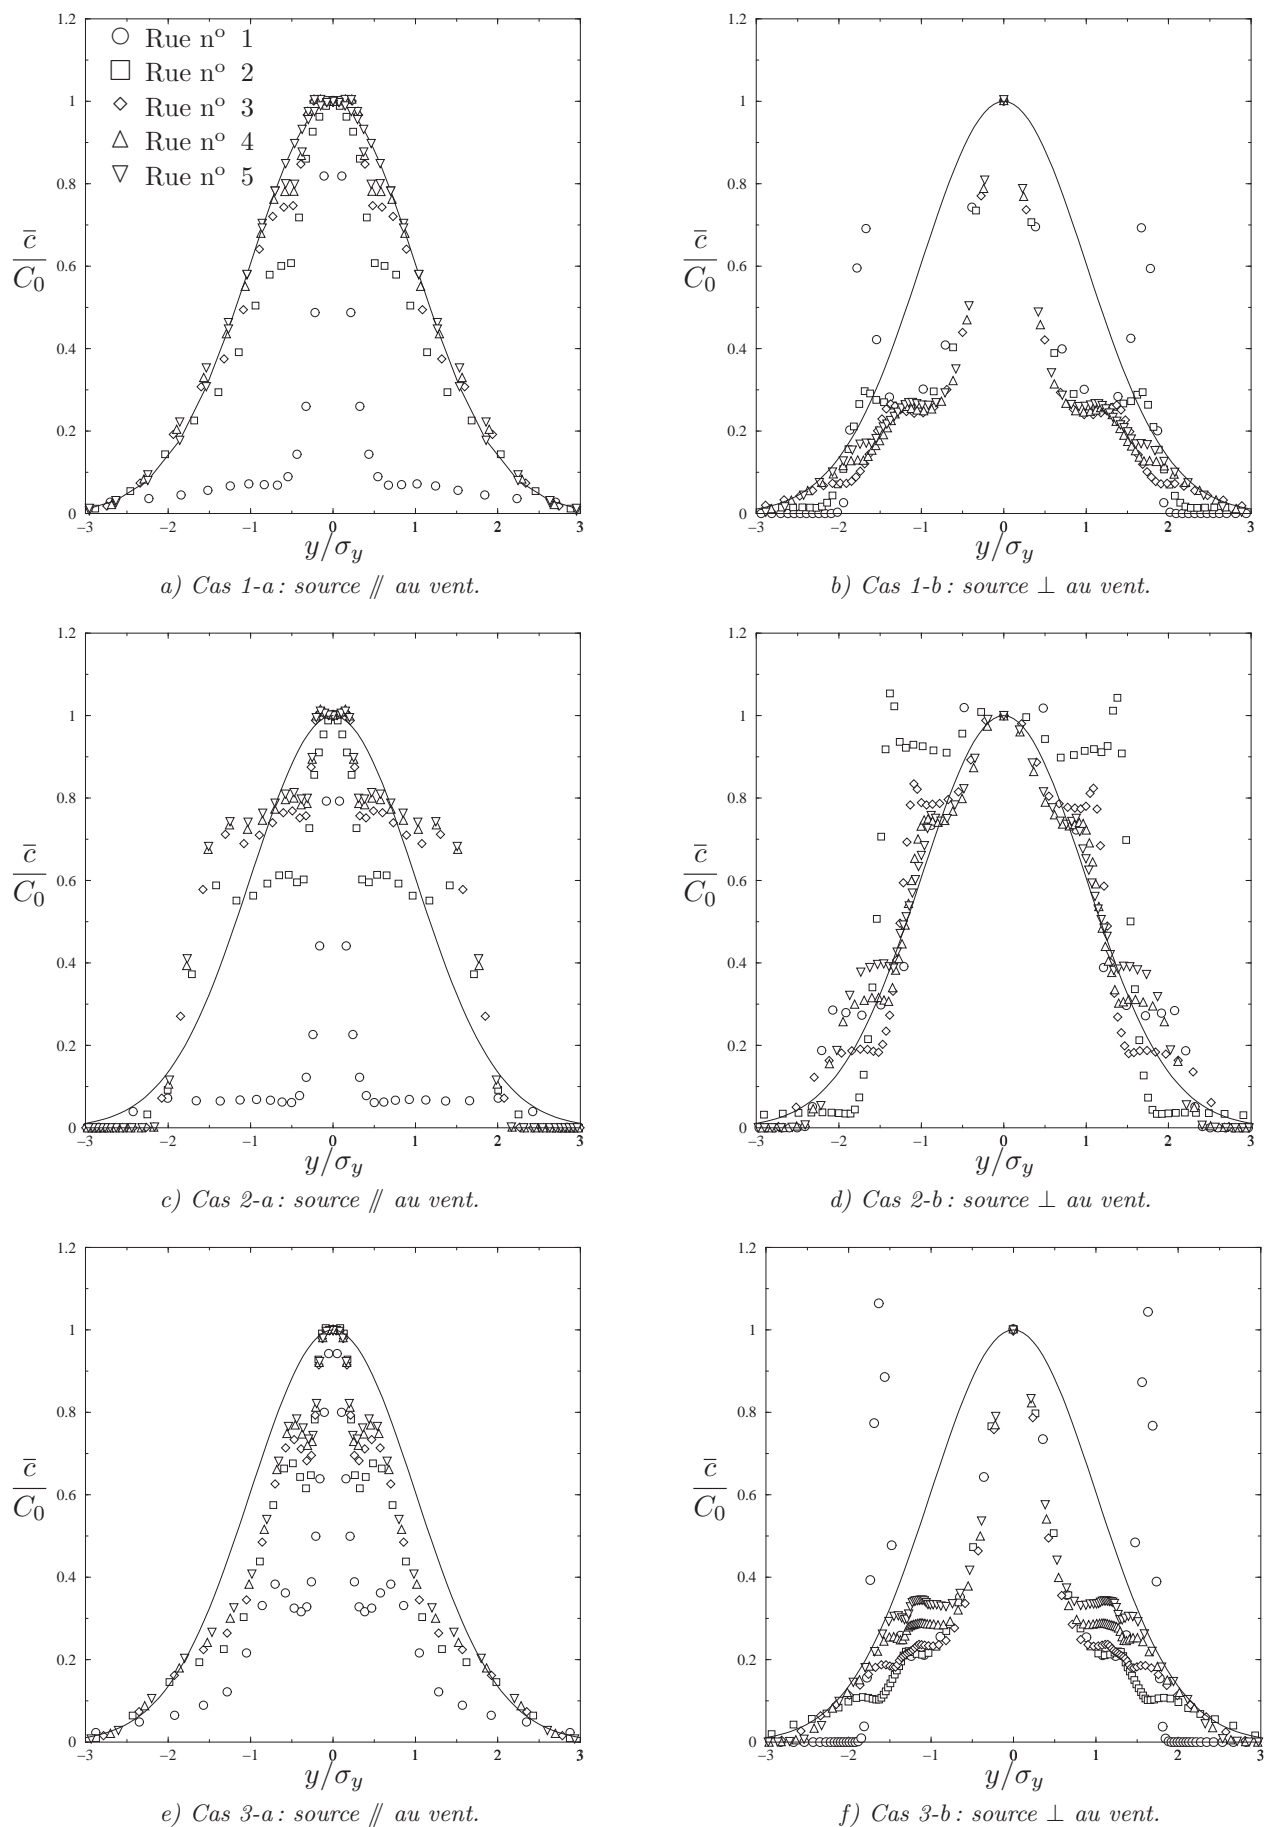 1.2
1
0.8
0.6
0.4
0.2
0
c̄/C₀
○ Rue nº 1
□ Rue nº 2
◇ Rue nº 3
△ Rue nº 4
▽ Rue nº 5
−3 −2 −1 0 1 2 3
y/σ_y
a) Cas 1-a : source ∥ au vent.
1.2
1
0.8
0.6
0.4
0.2
0
c̄/C₀
−3 −2 −1 0 1 2 3
y/σ_y
b) Cas 1-b : source ⊥ au vent.
1.2
1
0.8
0.6
0.4
0.2
0
c̄/C₀
−3 −2 −1 0 1 2 3
y/σ_y
c) Cas 2-a : source ∥ au vent.
1.2
1
0.8
0.6
0.4
0.2
0
c̄/C₀
−3 −2 −1 0 1 2 3
y/σ_y
d) Cas 2-b : source ⊥ au vent.
1.2
1
0.8
0.6
0.4
0.2
0
c̄/C₀
−3 −2 −1 0 1 2 3
y/σ_y
e) Cas 3-a : source ∥ au vent.
1.2
1
0.8
0.6
0.4
0.2
0
c̄/C₀
−3 −2 −1 0 1 2 3
y/σ_y
f) Cas 3-b : source ⊥ au vent.